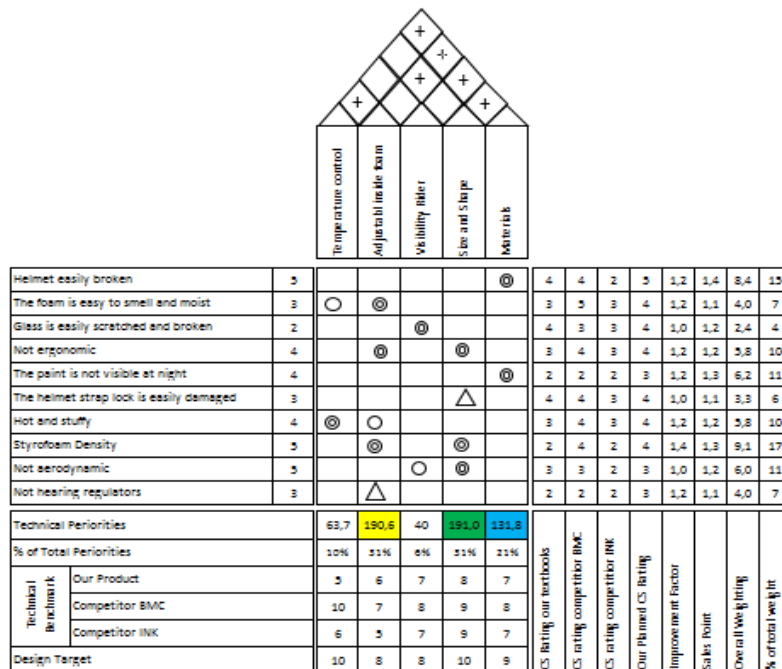 +
+
+ +
+ +
Temperature control
Adjustabl inside foam
Visibility Rider
Size and Shape
Materials
Helmet easily broken 5 ◎ 4 4 2 5 1,2 1,4 8,4 15
The foam is easy to smell and moist 3 ○ ◎ 3 5 3 4 1,2 1,1 4,0 7
Glass is easily scratched and broken 2 ◎ 4 3 3 4 1,0 1,2 2,4 4
Not ergonomic 4 ◎ ◎ 3 4 3 4 1,2 1,2 5,8 10
The paint is not visible at night 4 ◎ 2 2 2 3 1,2 1,3 6,2 11
The helmet strap lock is easily damaged 3 △ 4 4 3 4 1,0 1,1 3,3 6
Hot and stuffy 4 ◎ ○ 3 4 3 4 1,2 1,2 5,8 10
Styrofoam Density 5 ◎ ◎ 2 4 2 4 1,4 1,3 9,1 17
Not aerodynamic 5 ○ ◎ 3 3 2 3 1,0 1,2 6,0 11
Not hearing regulators 3 △ 2 2 2 3 1,2 1,1 4,0 7
Technical Periorities 63,7 190,6 40 191,0 131,8
% of Total Periorities 10% 31% 6% 31% 21%
Technical
Benchmark
Our Product 5 6 7 8 7
Competitor BMC 10 7 8 9 8
Competitor INK 6 5 7 9 7
Design Target 10 8 8 10 9
CS Rating our textbooks
CS rating competitior BMC
CS rating competitior INK
Our Planned CS Rating
Improvement Factor
Sales Point
Overall Weighting
% of total weight